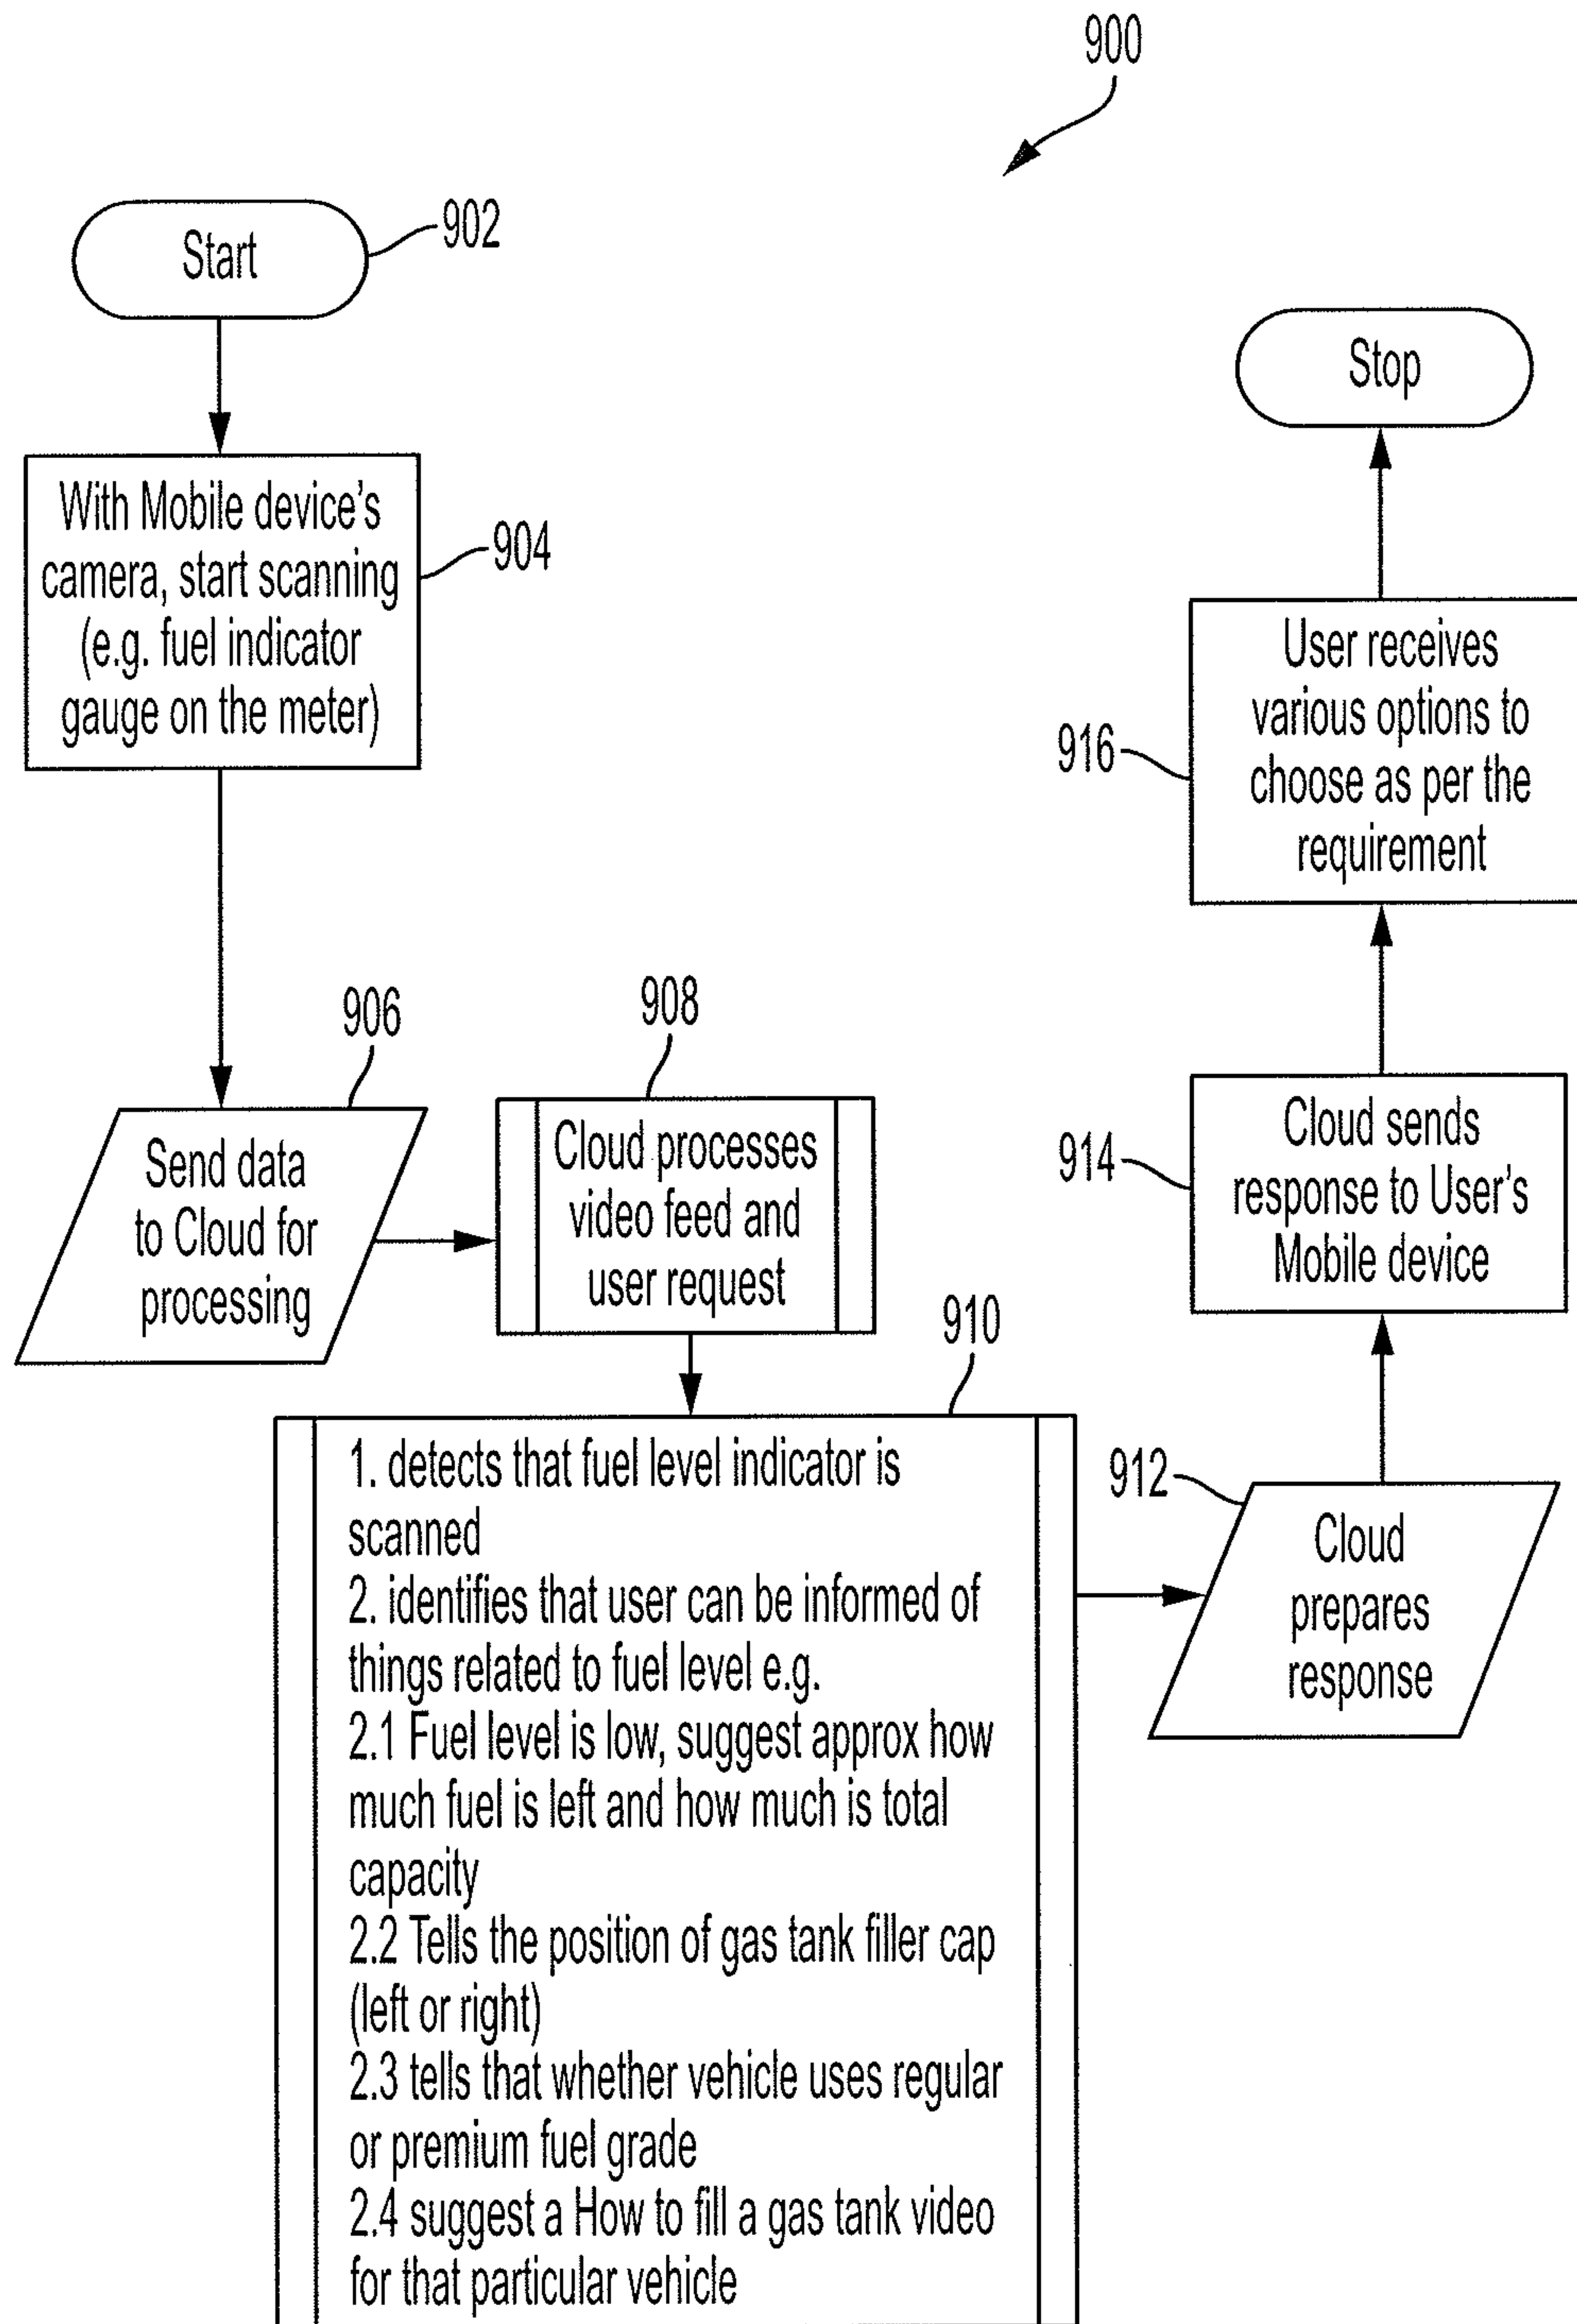 900
Start
902
With Mobile device's
camera, start scanning
(e.g. fuel indicator
gauge on the meter)
904
906
Send data
to Cloud for
processing
908
Cloud processes
video feed and
user request
910
1. detects that fuel level indicator is
scanned
2. identifies that user can be informed of
things related to fuel level e.g.
2.1 Fuel level is low, suggest approx how
much fuel is left and how much is total
capacity
2.2 Tells the position of gas tank filler cap
(left or right)
2.3 tells that whether vehicle uses regular
or premium fuel grade
2.4 suggest a How to fill a gas tank video
for that particular vehicle
912
Cloud
prepares
response
914
Cloud sends
response to User's
Mobile device
916
User receives
various options to
choose as per the
requirement
Stop